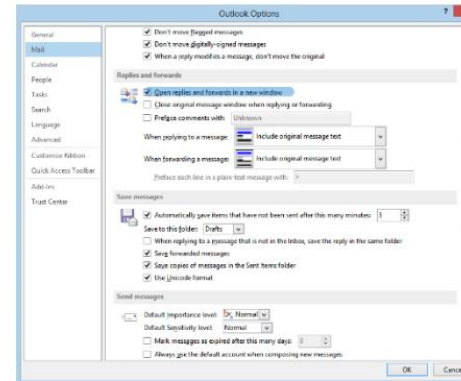 Outlook Options
?
General
Mail
Calendar
People
Tasks
Search
Language
Advanced
Customize Ribbon
Quick Access Toolbar
Add-Ins
Trust Center
Don't move flagged messages
Don't move digitally-signed messages
When a reply modifies a message, don't move the original
Replies and forwards
Open replies and forwards in a new window
Close original message window when replying or forwarding
Preface comments with: Unknown
When replying to a message: Include original message text
When forwarding a message: Include original message text
Preface each line in a plain-text message with: >
Save messages
Automatically save items that have not been sent after this many minutes: 3
Save to this folder: Drafts
When replying to a message that is not in the Inbox, save the reply in the same folder
Save forwarded messages
Save copies of messages in the Sent Items folder
Use Unicode format
Send messages
Default Importance level: Normal
Default Sensitivity level: Normal
Mark messages as expired after this many days: 0
Always use the default account when composing new messages
OK
Cance